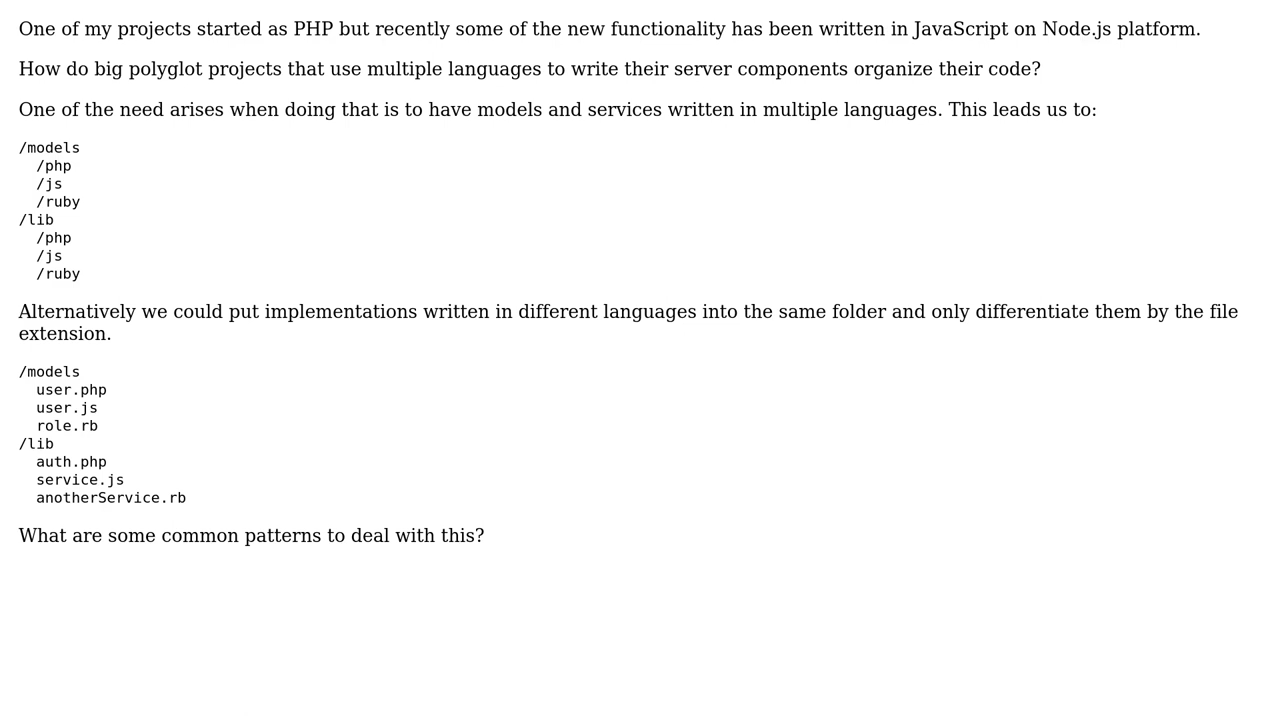 One of my projects started as PHP but recently some of the new functionality has been written in JavaScript on Node.js platform.
How do big polyglot projects that use multiple languages to write their server components organize their code?
One of the need arises when doing that is to have models and services written in multiple languages. This leads us to:
/models
  /php
  /js
  /ruby
/lib
  /php
  /js
  /ruby
Alternatively we could put implementations written in different languages into the same folder and only differentiate them by the file
extension.
/models
  user.php
  user.js
  role.rb
/lib
  auth.php
  service.js
  anotherService.rb
What are some common patterns to deal with this?